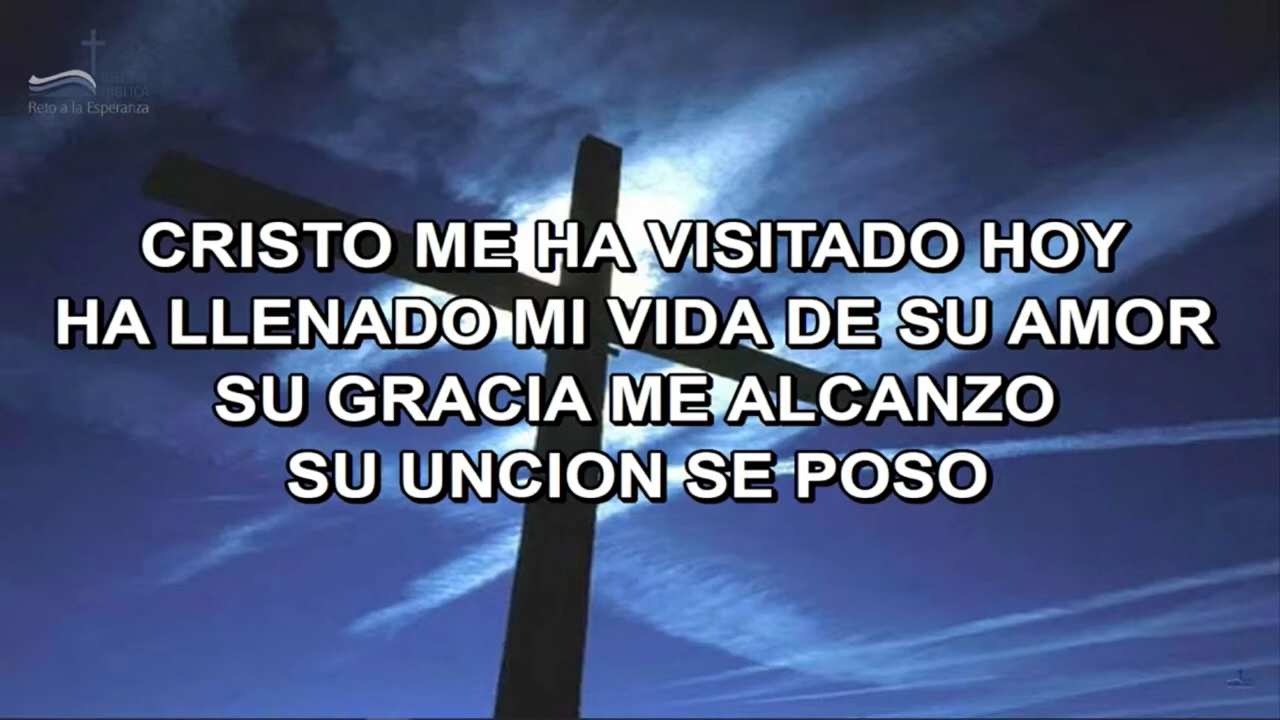 Reto a la Esperanza
CRISTO ME HA VISITADO HOY
HA LLENADO MI VIDA DE SU AMOR
SU GRACIA ME ALCANZO
SU UNCION SE POSO